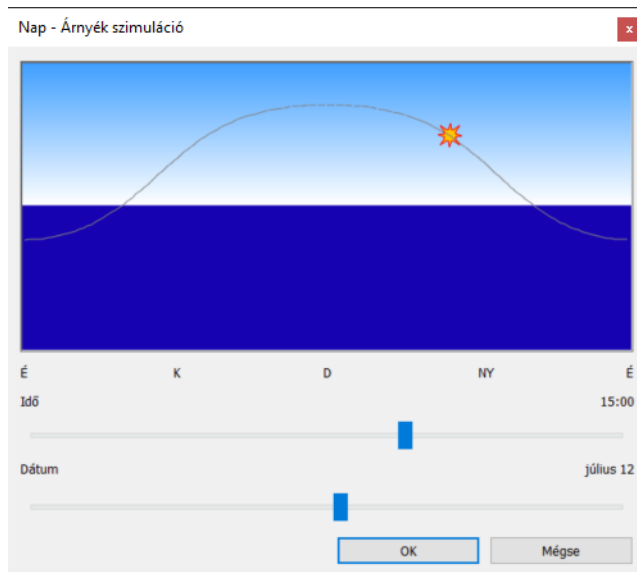 Nap - Árnyék szimuláció
x
É K D NY É
Idő 15:00
Dátum július 12
OK Mégse